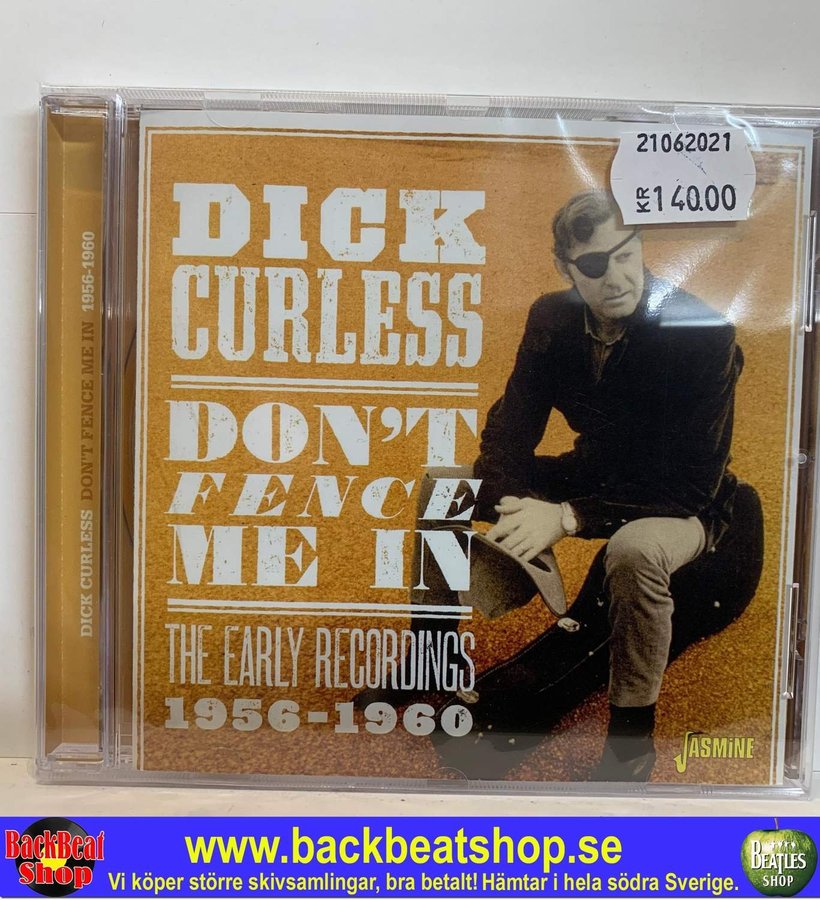 21062021
KR 140.00
DICK
CURLESS
DON'T
FENCE
ME IN
THE EARLY RECORDINGS
1956-1960
JASMINE
DICK CURLESS DON'T FENCE ME IN 1956-1960
BackBeat
Shop
www.backbeatshop.se
Vi köper större skivsamlingar, bra betalt! Hämtar i hela södra Sverige.
BEATLES
SHOP